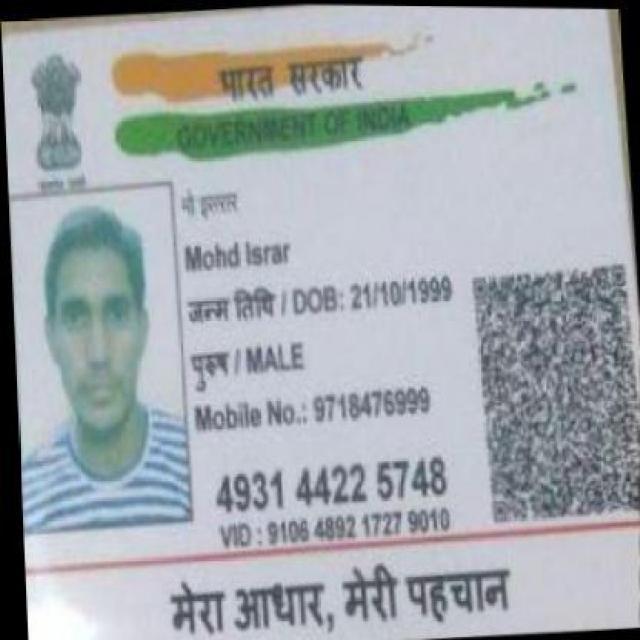 भारत सरकार
GOVERNMENT OF INDIA
मो इसरार
Mohd Israr
जन्म तिथि / DOB: 21/10/1999
पुरुष / MALE
Mobile No.: 9718476999
4931 4422 5748
VID : 9106 4892 1727 9010
मेरा आधार, मेरी पहचान